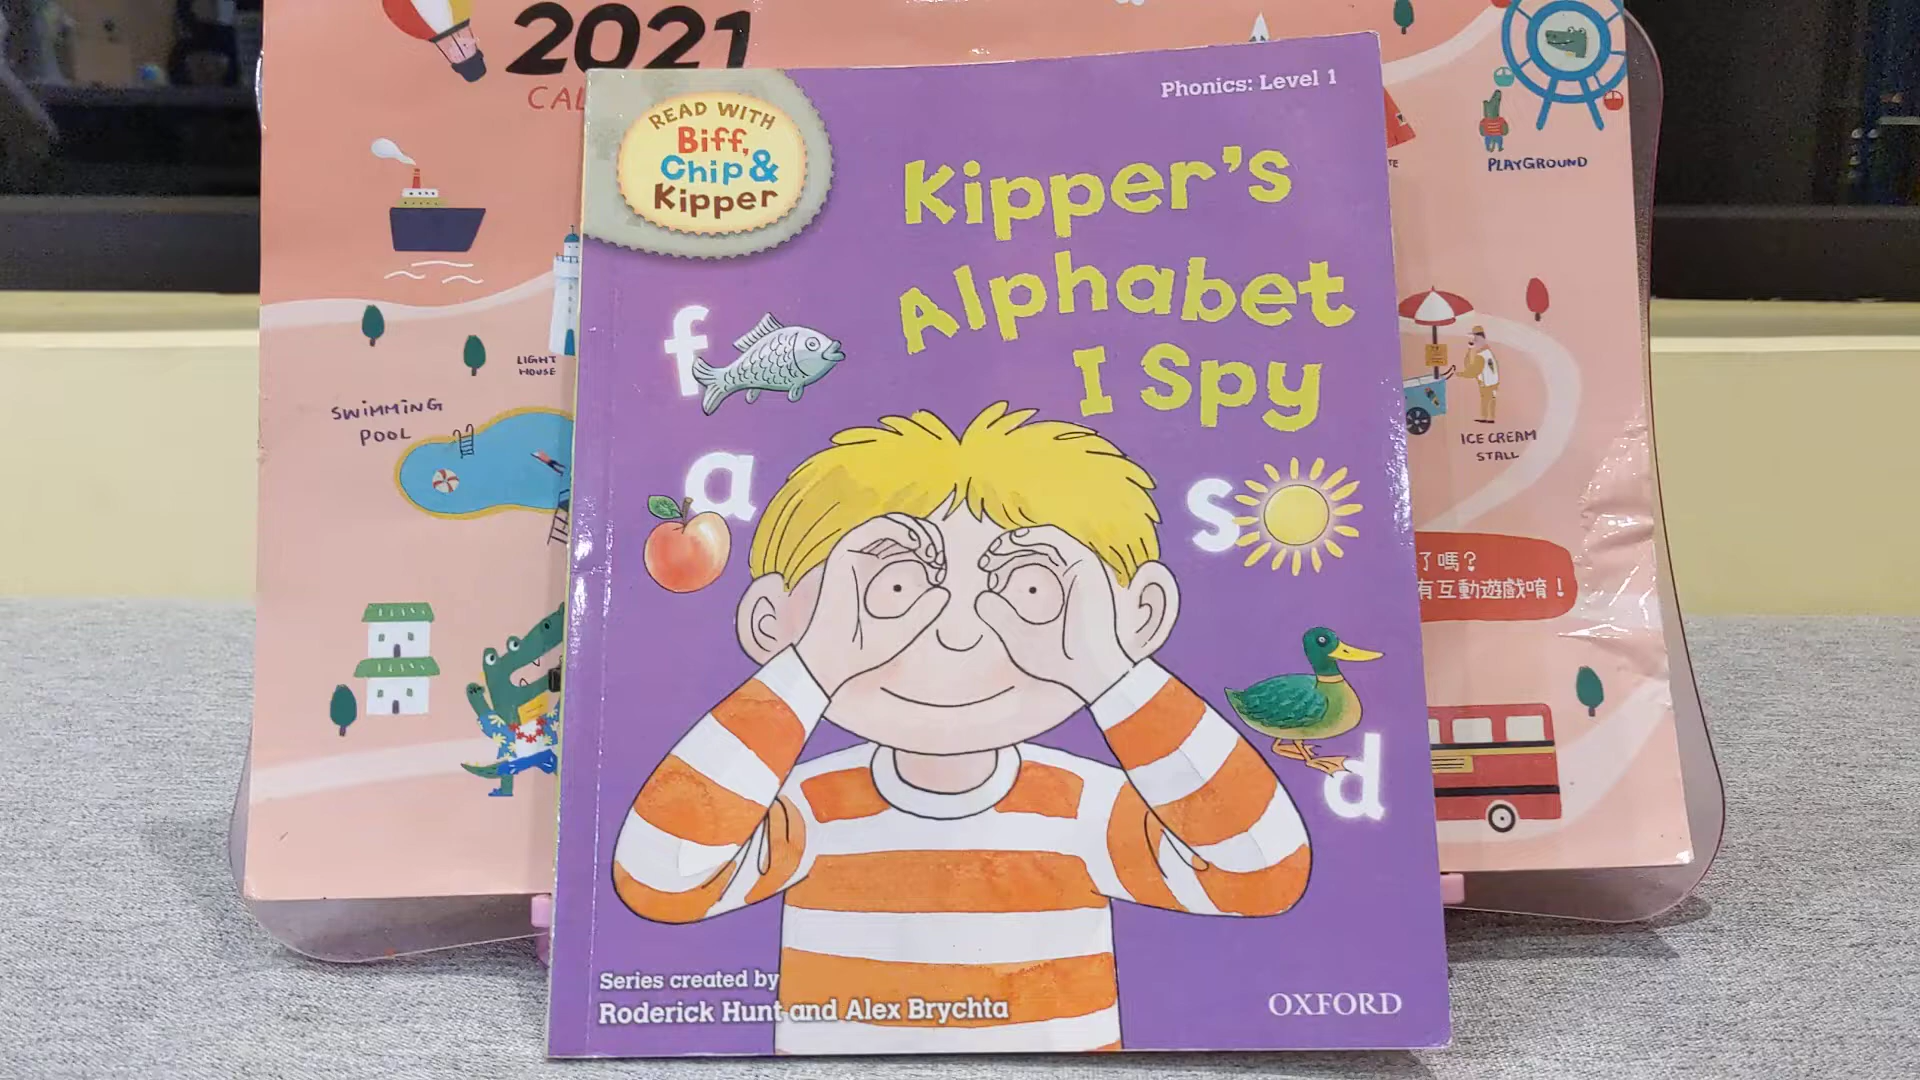 2021
CAL
PLAYGROUND
LIGHT
HOUSE
SWIMMING
POOL
ICE CREAM
STALL
了嗎?
有互動遊戲唷!
READ WITH
Biff,
Chip &
Kipper
Phonics: Level 1
Kipper's
Alphabet
I Spy
f
a
s
d
Series created by
Roderick Hunt and Alex Brychta
OXFORD